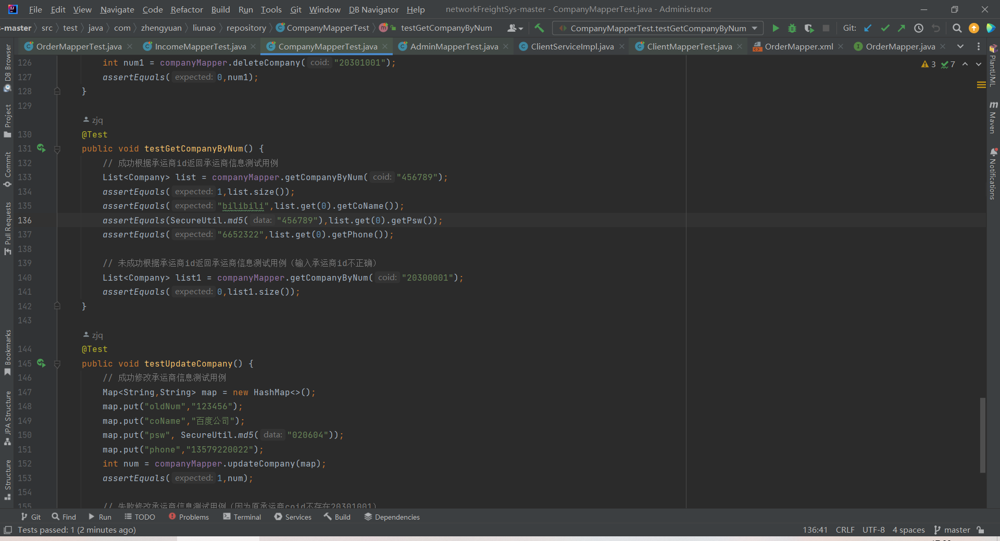 File Edit View Navigate Code Refactor Build Run Tools Git Window DB Navigator Help networkFreightSys-master - CompanyMapperTest.java - Administrator
s-master src test java com zhengyuan liunao repository CompanyMapperTest testGetCompanyByNum CompanyMapperTest.testGetCompanyByNum Git:
OrderMapperTest.java IncomeMapperTest.java CompanyMapperTest.java AdminMapperTest.java ClientServiceImpl.java ClientMapperTest.java OrderMapper.xml OrderMapper.java
126 int num1 = companyMapper.deleteCompany( coid: "20301001");
3 7
127 assertEquals( expected: 0,num1);
128 }
129
zjq
130 @Test
131 public void testGetCompanyByNum() {
132 // 成功根据承运商id返回承运商信息测试用例
133 List<Company> list = companyMapper.getCompanyByNum( coid: "456789");
134 assertEquals( expected: 1,list.size());
135 assertEquals( expected: "bilibili",list.get(0).getCoName());
136 assertEquals(SecureUtil.md5( data: "456789"),list.get(0).getPsw());
137 assertEquals( expected: "6652322",list.get(0).getPhone());
138
139 // 未成功根据承运商id返回承运商信息测试用例（输入承运商id不正确）
140 List<Company> list1 = companyMapper.getCompanyByNum( coid: "20300001");
141 assertEquals( expected: 0,list1.size());
142 }
143
zjq
144 @Test
145 public void testUpdateCompany() {
146 // 成功修改承运商信息测试用例
147 Map<String,String> map = new HashMap<>();
148 map.put("oldNum","123456");
149 map.put("coName","百度公司");
150 map.put("psw", SecureUtil.md5( data: "020604"));
151 map.put("phone","13579220022");
152 int num = companyMapper.updateCompany(map);
153 assertEquals( expected: 1,num);
154
155 // 失败修改承运商信息测试用例（因为原承运商coid不存在20301001）
DB Browser
Project
Commit
Pull Requests
Bookmarks
JPA Structure
Structure
PlantUML
m Maven
Notifications
Git Find Run TODO Problems Terminal Services Build Dependencies
Tests passed: 1 (2 minutes ago) 136:41 CRLF UTF-8 4 spaces master